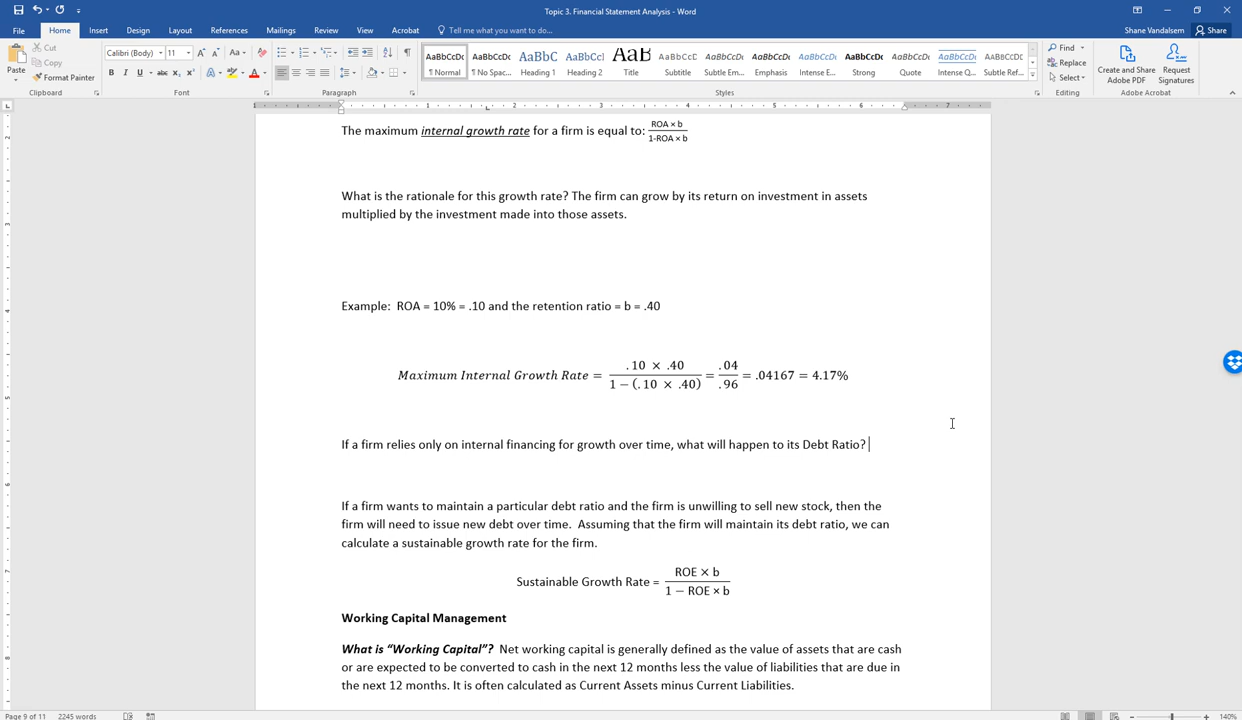 Topic 3. Financial Statement Analysis - Word
Shane Vandalsem
Share
File Home Insert Design Layout References Mailings Review View Acrobat Tell me what you want to do...
Cut
Copy
Format Painter
Paste
Clipboard
Calibri (Body) 11
Font
Paragraph
AaBbCcDc AaBbCcDc AaBbC AaBbCcl AaB AaBbCcD AaBbCcDı AaBbCcDı AaBbCcDı AaBbCcDc AaBbCcDı AaBbCcDı AaBbCcDı
¶ Normal ¶ No Spac... Heading 1 Heading 2 Title Subtitle Subtle Em... Emphasis Intense E... Strong Quote Intense Q... Subtle Ref...
Styles
Find
Replace
Select
Editing
Create and Share Adobe PDF
Request Signatures
Adobe Acrobat
The maximum internal growth rate for a firm is equal to: ROA × b
1-ROA × b
What is the rationale for this growth rate? The firm can grow by its return on investment in assets
multiplied by the investment made into those assets.
Example: ROA = 10% = .10 and the retention ratio = b = .40
Maximum Internal Growth Rate = .10 × .40 / 1 − (.10 × .40) = .04 / .96 = .04167 = 4.17%
If a firm relies only on internal financing for growth over time, what will happen to its Debt Ratio?
If a firm wants to maintain a particular debt ratio and the firm is unwilling to sell new stock, then the
firm will need to issue new debt over time. Assuming that the firm will maintain its debt ratio, we can
calculate a sustainable growth rate for the firm.
Sustainable Growth Rate = ROE × b / 1 − ROE × b
Working Capital Management
What is “Working Capital”? Net working capital is generally defined as the value of assets that are cash
or are expected to be converted to cash in the next 12 months less the value of liabilities that are due in
the next 12 months. It is often calculated as Current Assets minus Current Liabilities.
Page 9 of 11 2245 words
140%